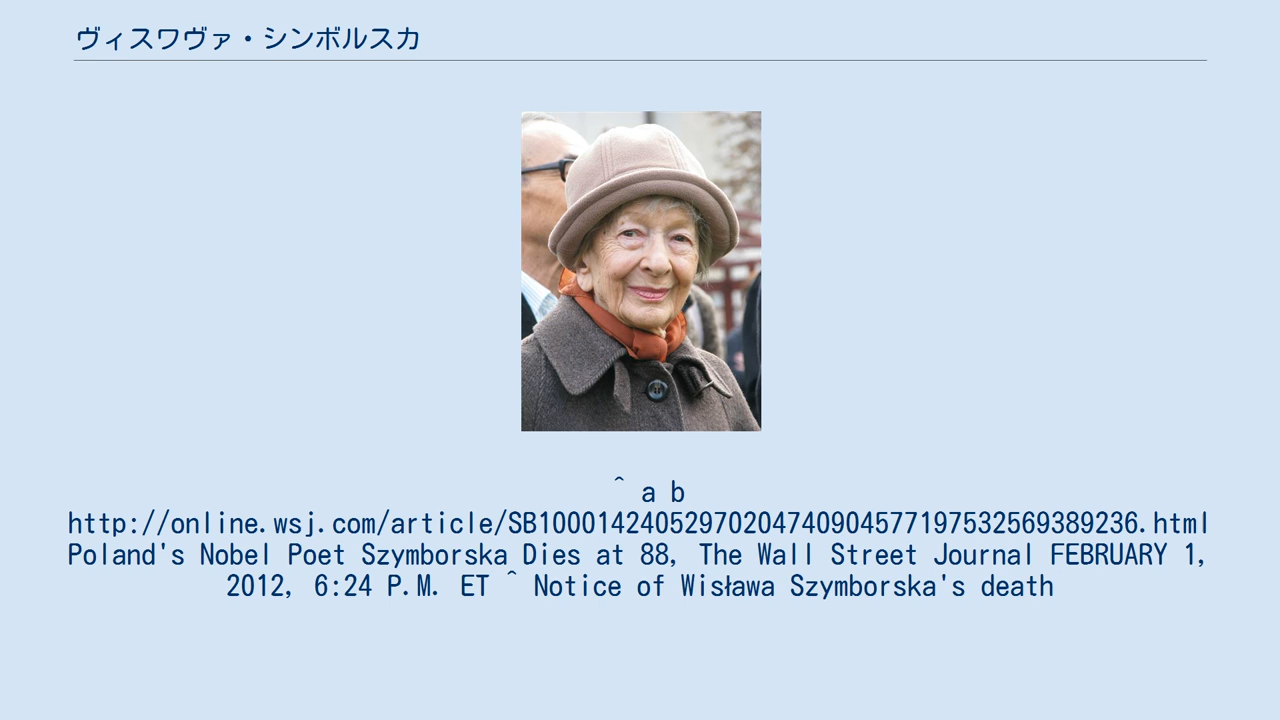 ヴィスワヴァ・シンボルスカ
^ a b
http://online.wsj.com/article/SB10001424052970204740904577197532569389236.html
Poland's Nobel Poet Szymborska Dies at 88, The Wall Street Journal FEBRUARY 1,
2012, 6:24 P.M. ET ^ Notice of Wisława Szymborska's death